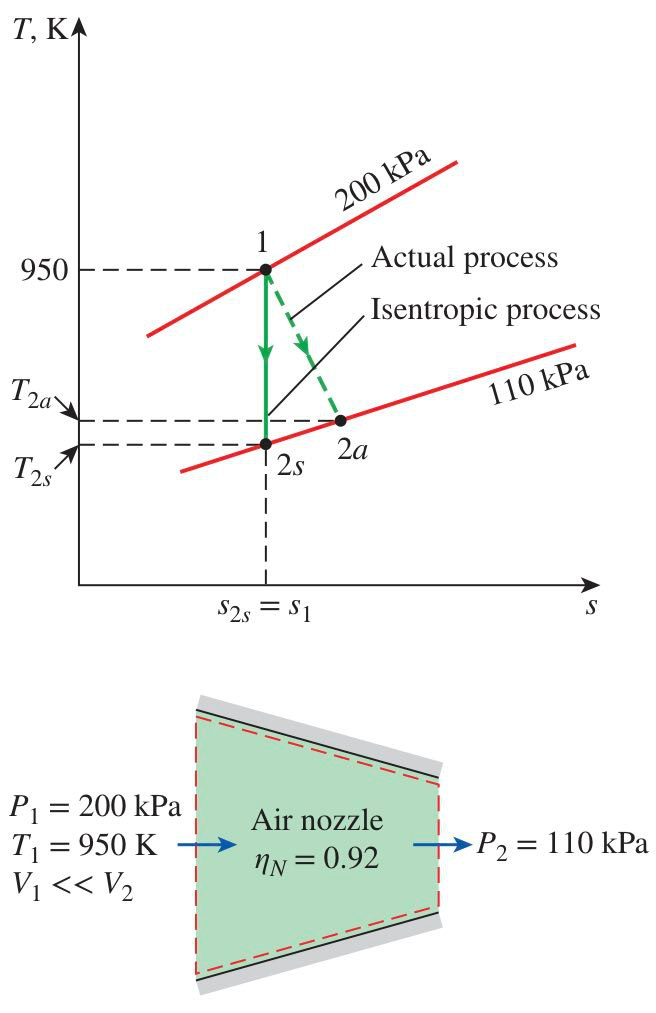 T, K
200 kPa
1
950
Actual process
Isentropic process
110 kPa
T₂ₐ
2a
T₂ₛ
2s
s₂ₛ = s₁
s
P₁ = 200 kPa
T₁ = 950 K
V₁ << V₂
Air nozzle
η_N = 0.92
P₂ = 110 kPa